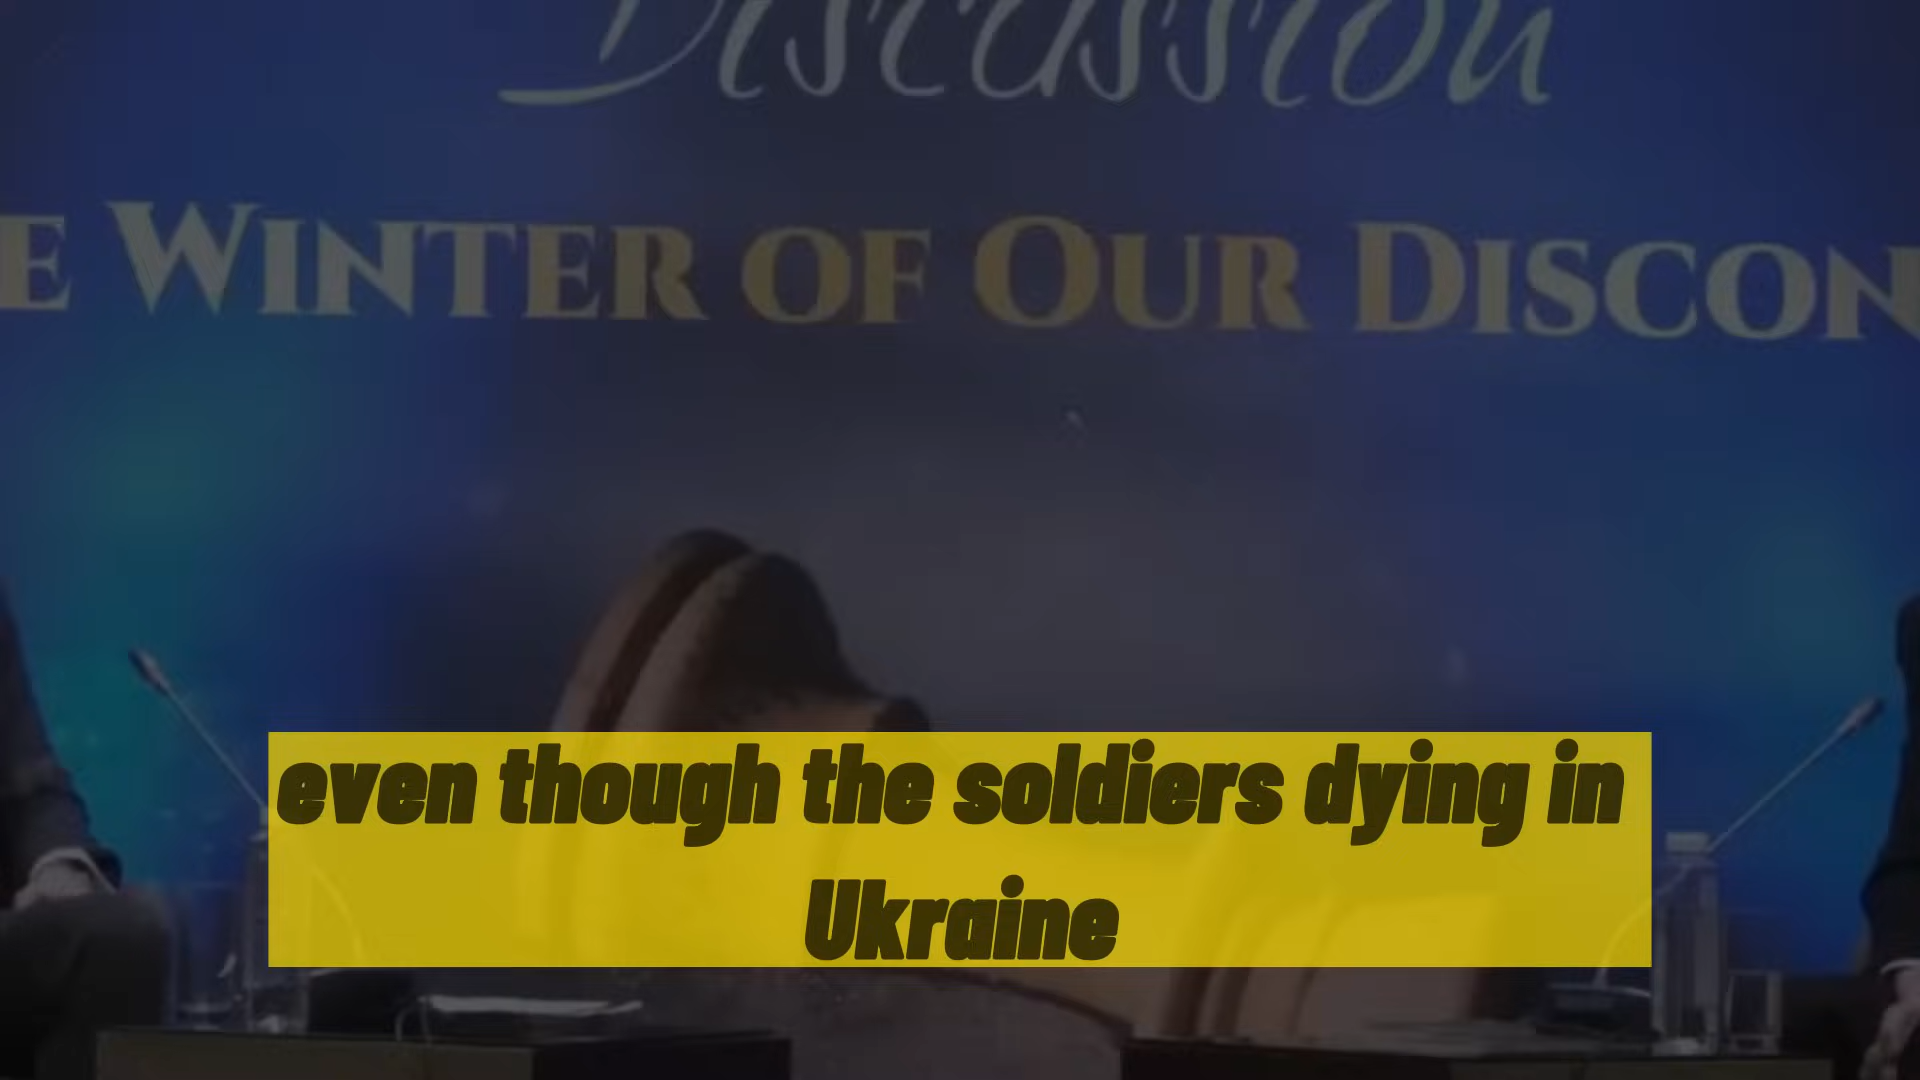 Discussion
E WINTER OF OUR DISCON
even though the soldiers dying in
Ukraine